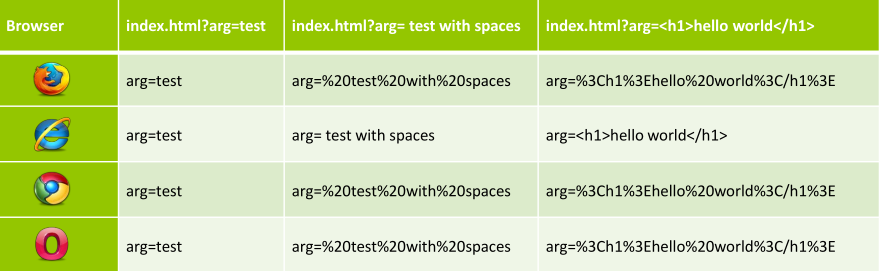 Browser index.html?arg=test index.html?arg= test with spaces index.html?arg=<h1>hello world</h1>
arg=test arg=%20test%20with%20spaces arg=%3Ch1%3Ehello%20world%3C/h1%3E
arg=test arg= test with spaces arg=<h1>hello world</h1>
arg=test arg=%20test%20with%20spaces arg=%3Ch1%3Ehello%20world%3C/h1%3E
arg=test arg=%20test%20with%20spaces arg=%3Ch1%3Ehello%20world%3C/h1%3E